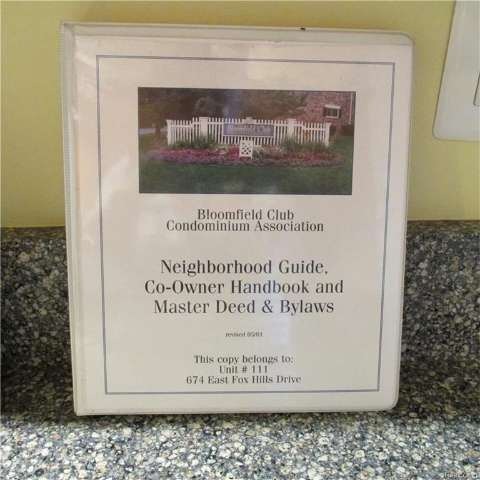 Bloomfield Club
Condominium Association
Neighborhood Guide,
Co-Owner Handbook and
Master Deed & Bylaws
This copy belongs to:
Unit # 111
674 East Fox Hills Drive